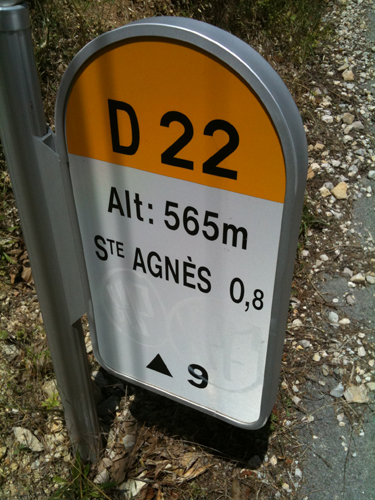 D 22
Alt: 565m
STE AGNÈS 0,8
▲ 9